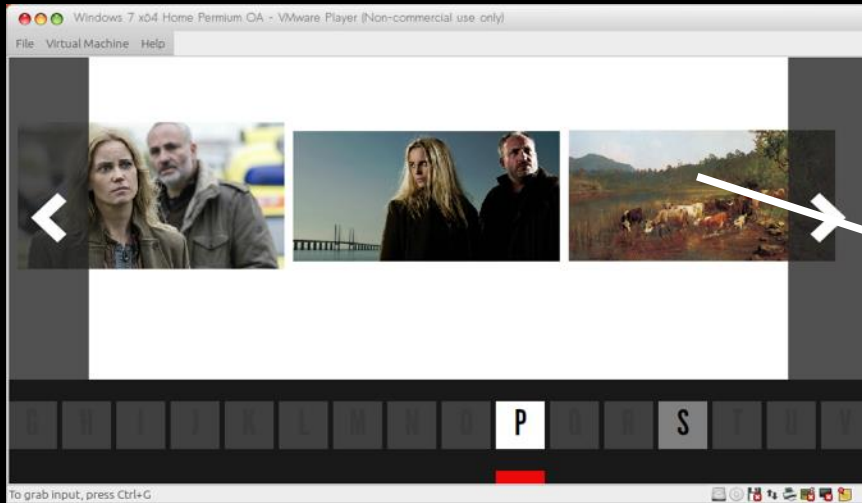 Windows 7 x64 Home Permium OA - VMware Player (Non-commercial use only)
File Virtual Machine Help
G H I J K L M N O P Q R S T U V
To grab input, press Ctrl+G